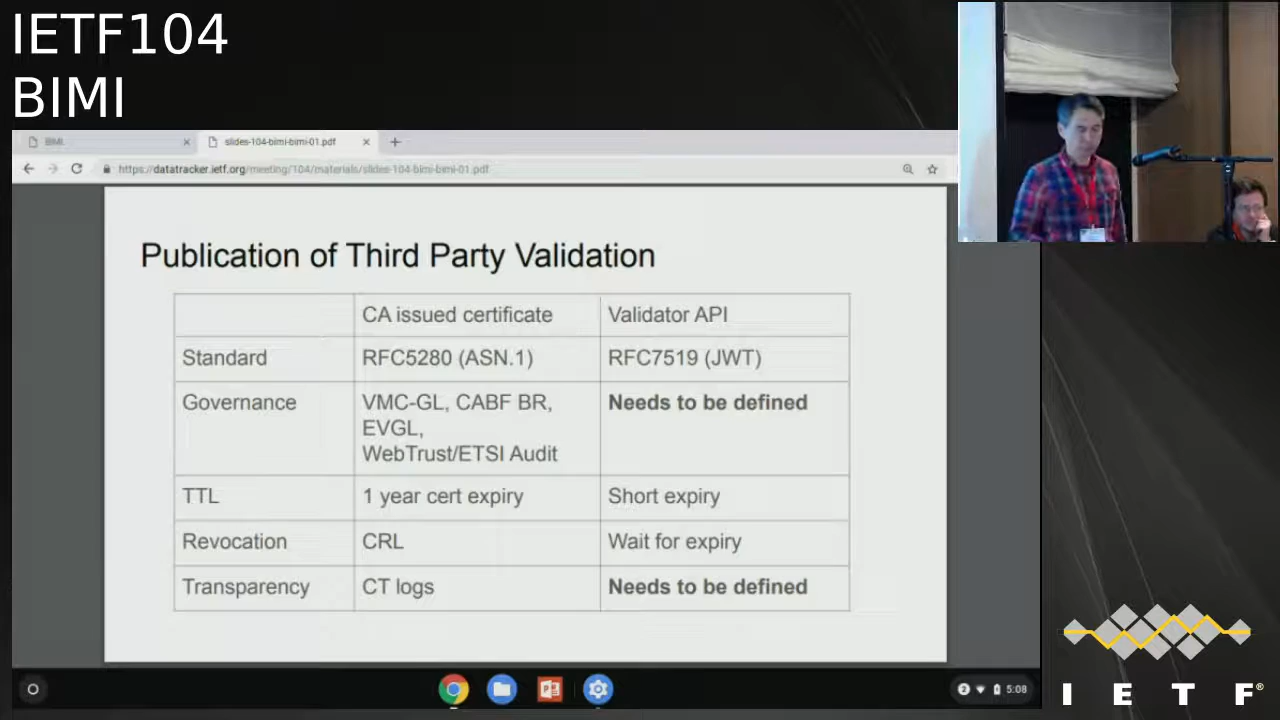 IETF104
BIMI
BIMI
slides-104-bimi-bimi-01.pdf
https://datatracker.ietf.org/meeting/104/materials/slides-104-bimi-bimi-01.pdf
Publication of Third Party Validation
CA issued certificate
Validator API
Standard
RFC5280 (ASN.1)
RFC7519 (JWT)
Governance
VMC-GL, CABF BR,
EVGL,
WebTrust/ETSI Audit
Needs to be defined
TTL
1 year cert expiry
Short expiry
Revocation
CRL
Wait for expiry
Transparency
CT logs
Needs to be defined
2
5:08
I E T F®